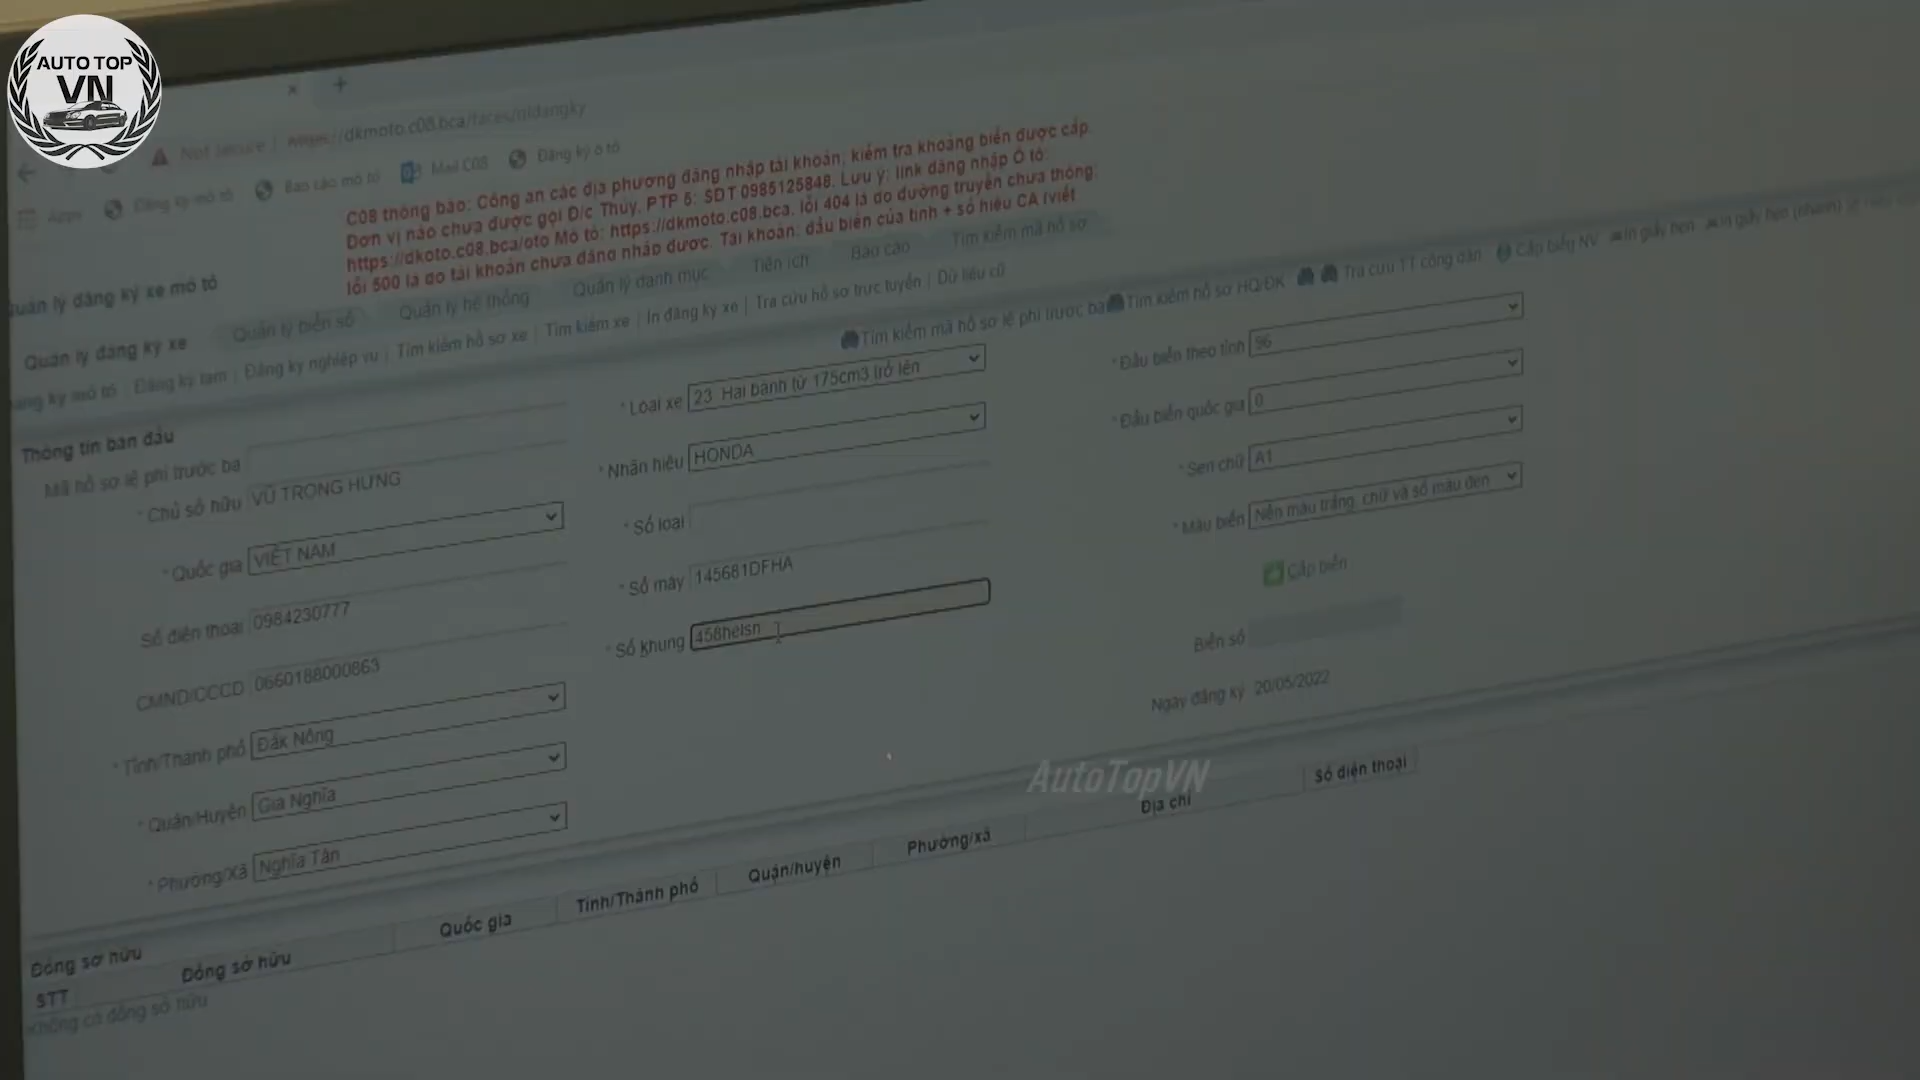 AUTO TOP
VN
Not secure | https://dkmoto.c08.bca/faces/qldangky
Apps Đăng ký mô tô Báo cáo mô tô Mail C08 Đăng ký ô tô
C08 thông báo: Công an các địa phương đăng nhập tài khoản, kiểm tra khoảng biển được cấp.
Đơn vị nào chưa được gọi Đ/c Thủy, PTP 5: SĐT 0985125848. Lưu ý: link đăng nhập Ô tô:
https://dkoto.c08.bca/oto Mô tô: https://dkmoto.c08.bca. lỗi 404 là do đường truyền chưa thông;
lỗi 500 là do tài khoản chưa đăng nhập được. Tài khoản: đầu biển của tỉnh + số hiệu CA (viết
Quản lý đăng ký xe mô tô
Quản lý đăng ký xe Quản lý biển số Quản lý hệ thống Quản lý danh mục Tiện ích Báo cáo Tìm kiếm mã hồ sơ
Đăng ký mô tô | Đăng ký tạm | Đăng ký nghiệp vụ | Tìm kiếm hồ sơ xe | Tìm kiếm xe | In đăng ký xe | Tra cứu hồ sơ trực tuyến | Dữ liệu cũ
Tìm kiếm mã hồ sơ lệ phí trước bạ Tìm kiếm hồ sơ HQ/ĐK Tra cứu TT công dân Cấp biển NV In giấy hẹn In giấy hẹn (nhanh)
Thông tin ban đầu
Mã hồ sơ lệ phí trước bạ
* Chủ sở hữu VŨ TRỌNG HƯNG
* Quốc gia VIỆT NAM
Số điện thoại 0984230777
CMND/CCCD 0660188000863
* Tỉnh/Thành phố Đắk Nông
* Quận/Huyện Gia Nghĩa
* Phường/Xã Nghĩa Tân
* Loại xe 23 Hai bánh từ 175cm3 trở lên
* Nhãn hiệu HONDA
* Số loại
* Số máy 145681DFHA
* Số khung 458helsn
* Đầu biển theo tỉnh 96
* Đầu biển quốc gia 0
* Seri chữ A1
* Màu biển Nền màu trắng, chữ và số màu đen
Cấp biển
Biển số
Ngày đăng ký 20/05/2022
AutoTopVN
Đồng sở hữu
STT Đồng sở hữu Quốc gia Tỉnh/Thành phố Quận/huyện Phường/xã Địa chỉ Số điện thoại
Không có đồng sở hữu